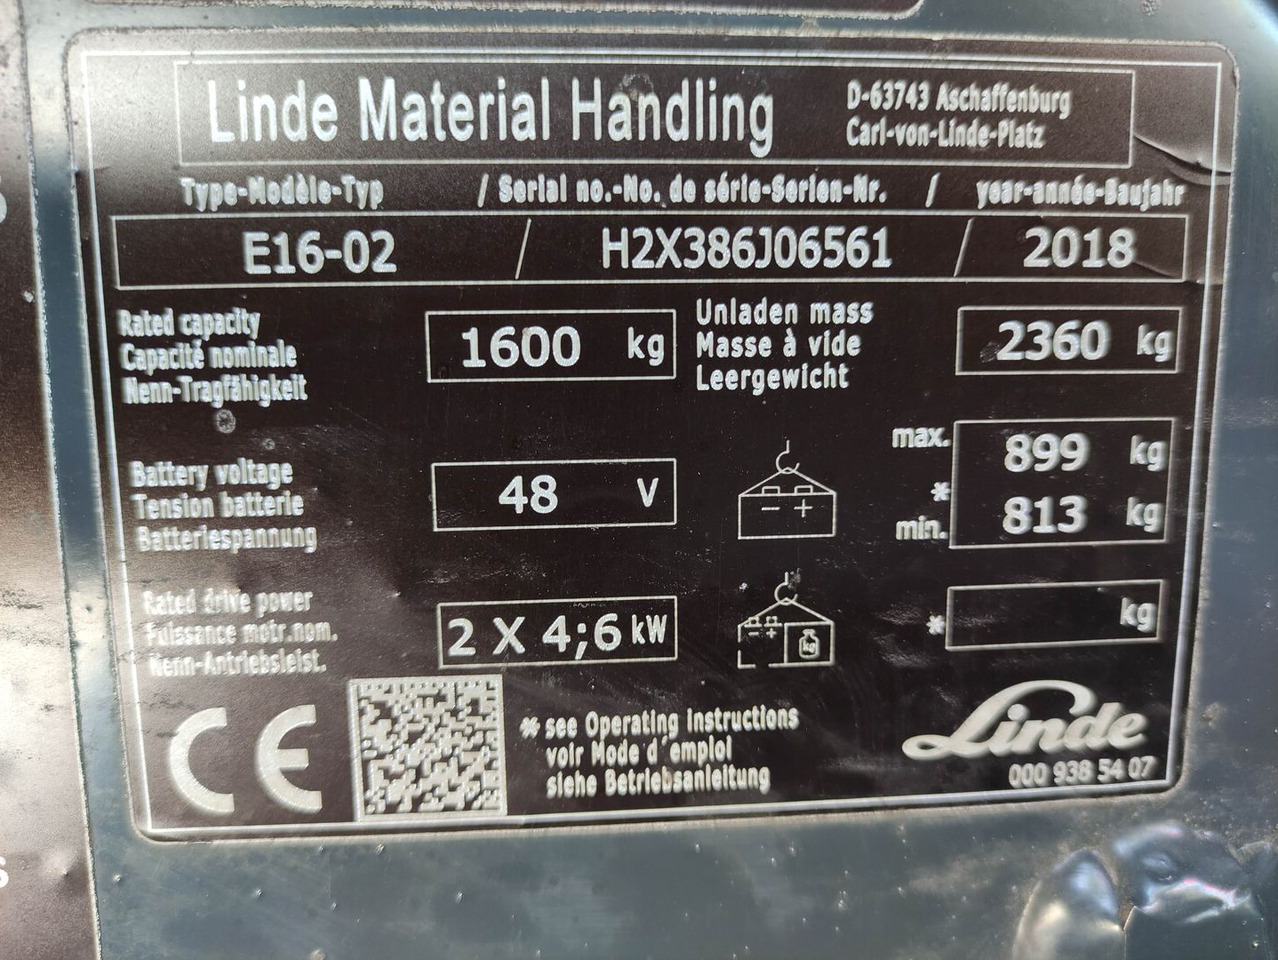 Linde Material Handling
D-63743 Aschaffenburg
Carl-von-Linde-Platz
Type-Modèle-Typ / Serial no.-No. de série-Serien-Nr. / year-année-Baujahr
E16-02 / H2X386J06561 / 2018
Rated capacity
Capacité nominale
Nenn-Tragfähigkeit
1600 kg
Unladen mass
Masse à vide
Leergewicht
2360 kg
Battery voltage
Tension batterie
Batteriespannung
48 V
- +
max. 899 kg
*
min. 813 kg
Rated drive power
Puissance motr.nom.
Nenn-Antriebsleist.
2 X 4;6 kW
- + kg
* kg
CE
* see Operating instructions
voir Mode d'emploi
siehe Betriebsanleitung
Linde
000 938 54 07